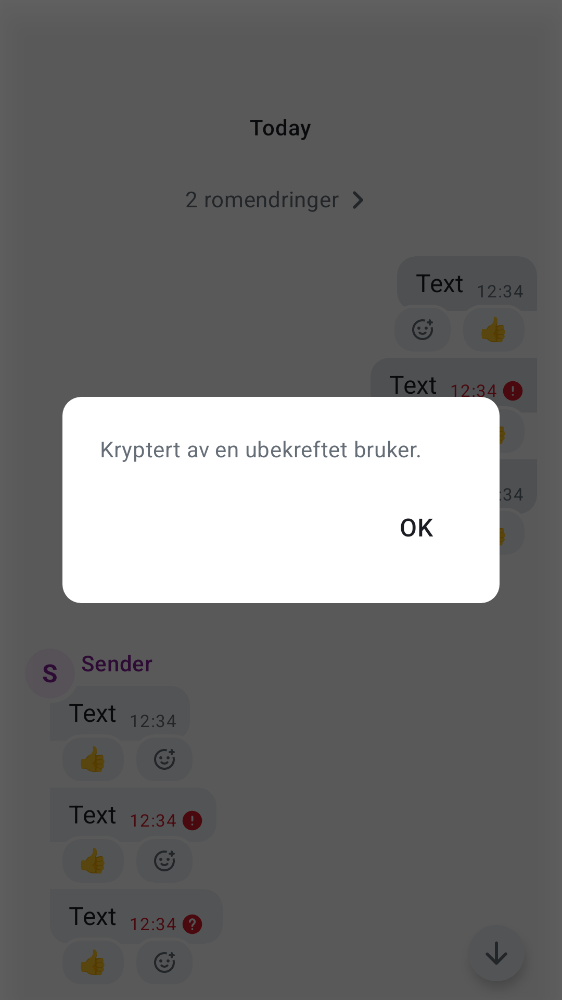 Today
2 romendringer
Text 12:34
Text 12:34
Kryptert av en ubekreftet bruker.
:34
OK
S
Sender
Text 12:34
Text 12:34
Text 12:34